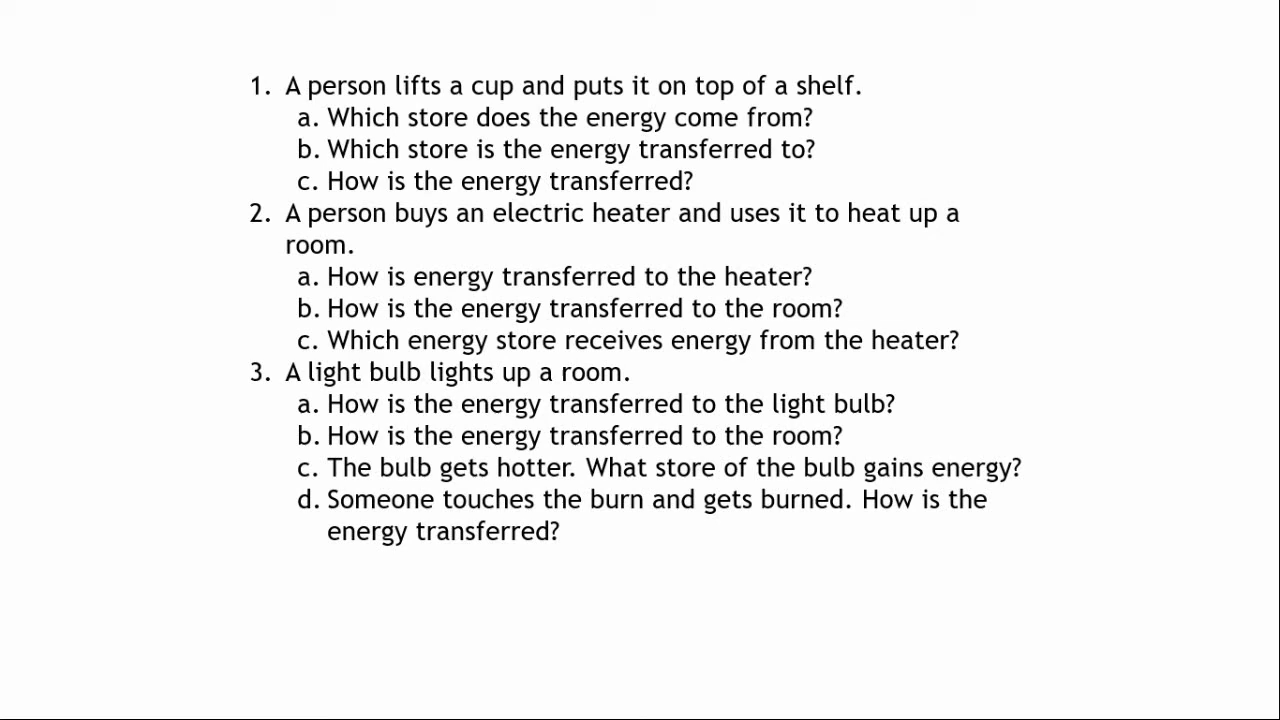 1. A person lifts a cup and puts it on top of a shelf.
a. Which store does the energy come from?
b. Which store is the energy transferred to?
c. How is the energy transferred?
2. A person buys an electric heater and uses it to heat up a
room.
a. How is energy transferred to the heater?
b. How is the energy transferred to the room?
c. Which energy store receives energy from the heater?
3. A light bulb lights up a room.
a. How is the energy transferred to the light bulb?
b. How is the energy transferred to the room?
c. The bulb gets hotter. What store of the bulb gains energy?
d. Someone touches the burn and gets burned. How is the
energy transferred?